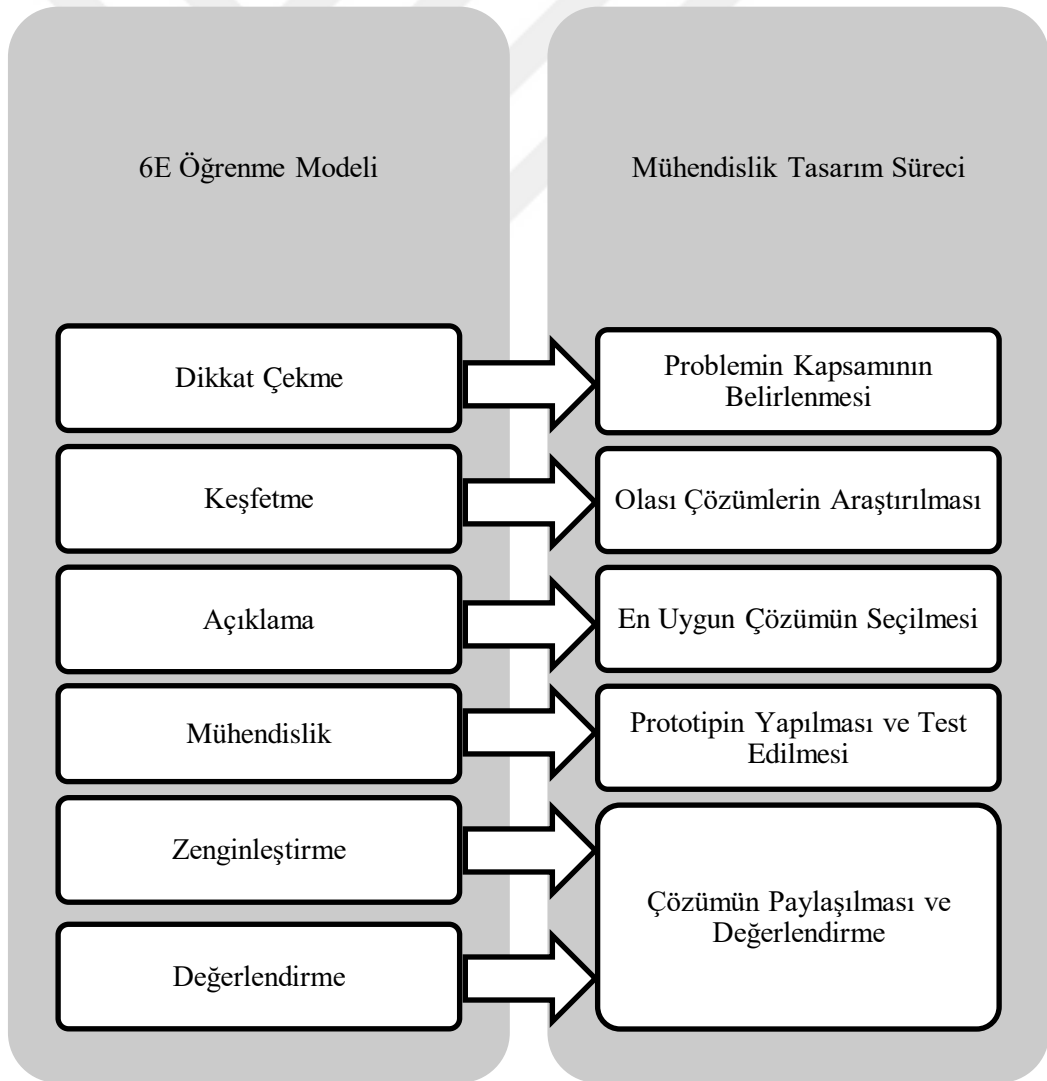 6E Öğrenme Modeli
Mühendislik Tasarım Süreci
Dikkat Çekme
Problemin Kapsamının
Belirlenmesi
Keşfetme
Olası Çözümlerin Araştırılması
Açıklama
En Uygun Çözümün Seçilmesi
Mühendislik
Prototipin Yapılması ve Test
Edilmesi
Zenginleştirme
Değerlendirme
Çözümün Paylaşılması ve
Değerlendirme